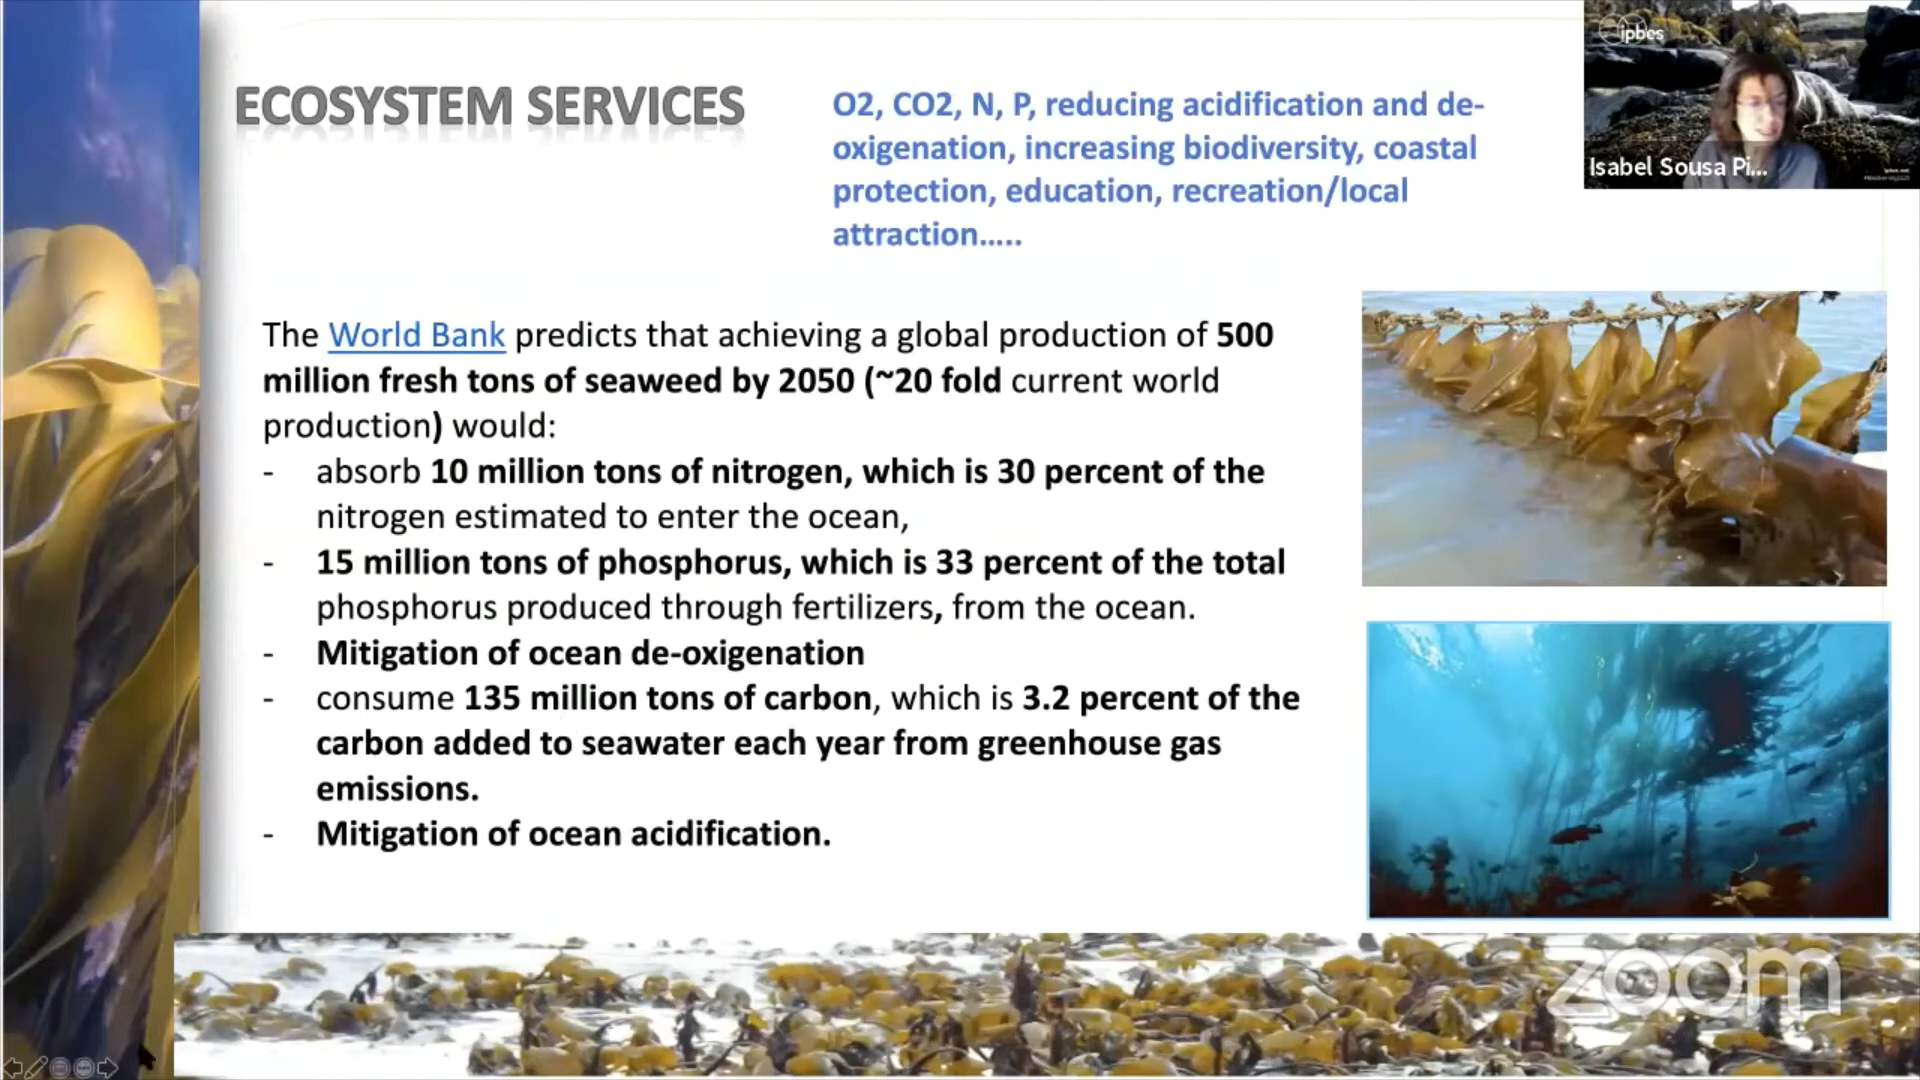 ECOSYSTEM SERVICES
O2, CO2, N, P, reducing acidification and de-
oxigenation, increasing biodiversity, coastal
protection, education, recreation/local
attraction.....
ipbes
Isabel Sousa Pi...
The World Bank predicts that achieving a global production of 500
million fresh tons of seaweed by 2050 (~20 fold current world
production) would:
- absorb 10 million tons of nitrogen, which is 30 percent of the
nitrogen estimated to enter the ocean,
- 15 million tons of phosphorus, which is 33 percent of the total
phosphorus produced through fertilizers, from the ocean.
- Mitigation of ocean de-oxigenation
- consume 135 million tons of carbon, which is 3.2 percent of the
carbon added to seawater each year from greenhouse gas
emissions.
- Mitigation of ocean acidification.
zoom